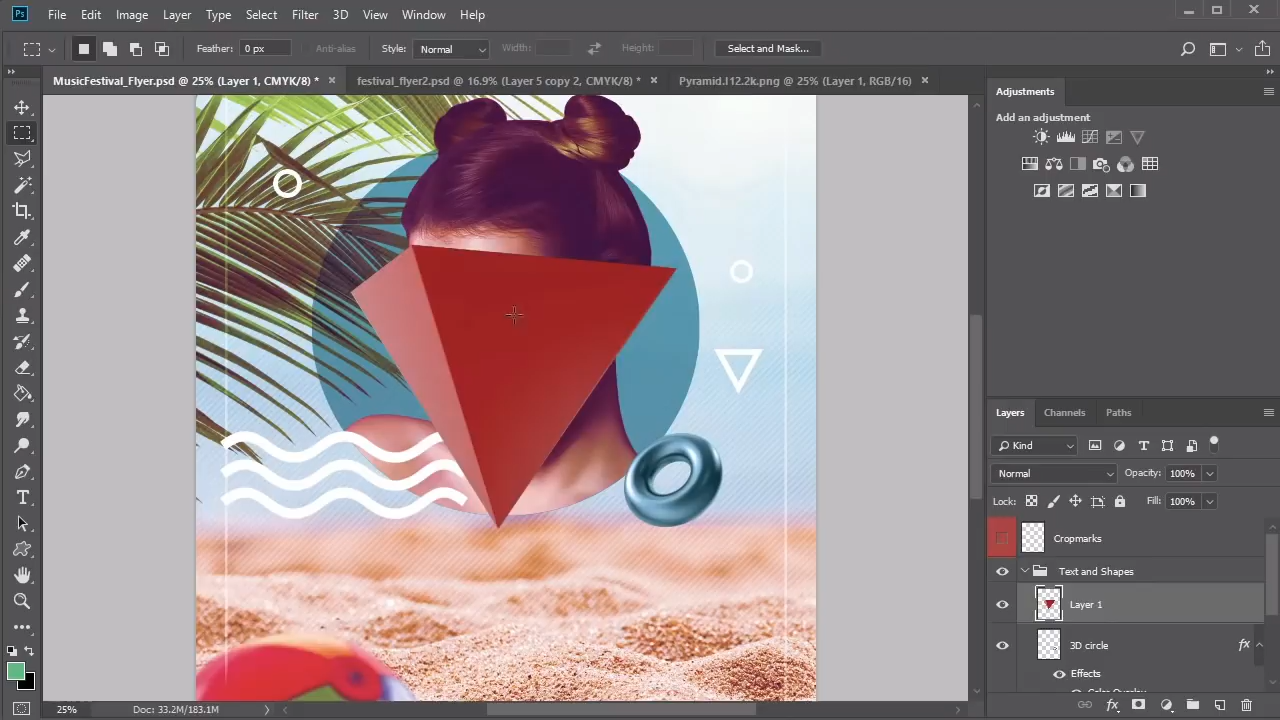 Ps File Edit Image Layer Type Select Filter 3D View Window Help
Feather: 0 px Anti-alias Style: Normal Width: Height: Select and Mask...
MusicFestival_Flyer.psd @ 25% (Layer 1, CMYK/8) * × festival_flyer2.psd @ 16.9% (Layer 5 copy 2, CMYK/8) * × Pyramid.I12.2k.png @ 25% (Layer 1, RGB/16) ×
Adjustments
Add an adjustment
Layers Channels Paths
Kind
Normal Opacity: 100%
Lock: Fill: 100%
Cropmarks
Text and Shapes
Layer 1
3D circle fx
Effects
Color Overlay
25% Doc: 33.2M/183.1M